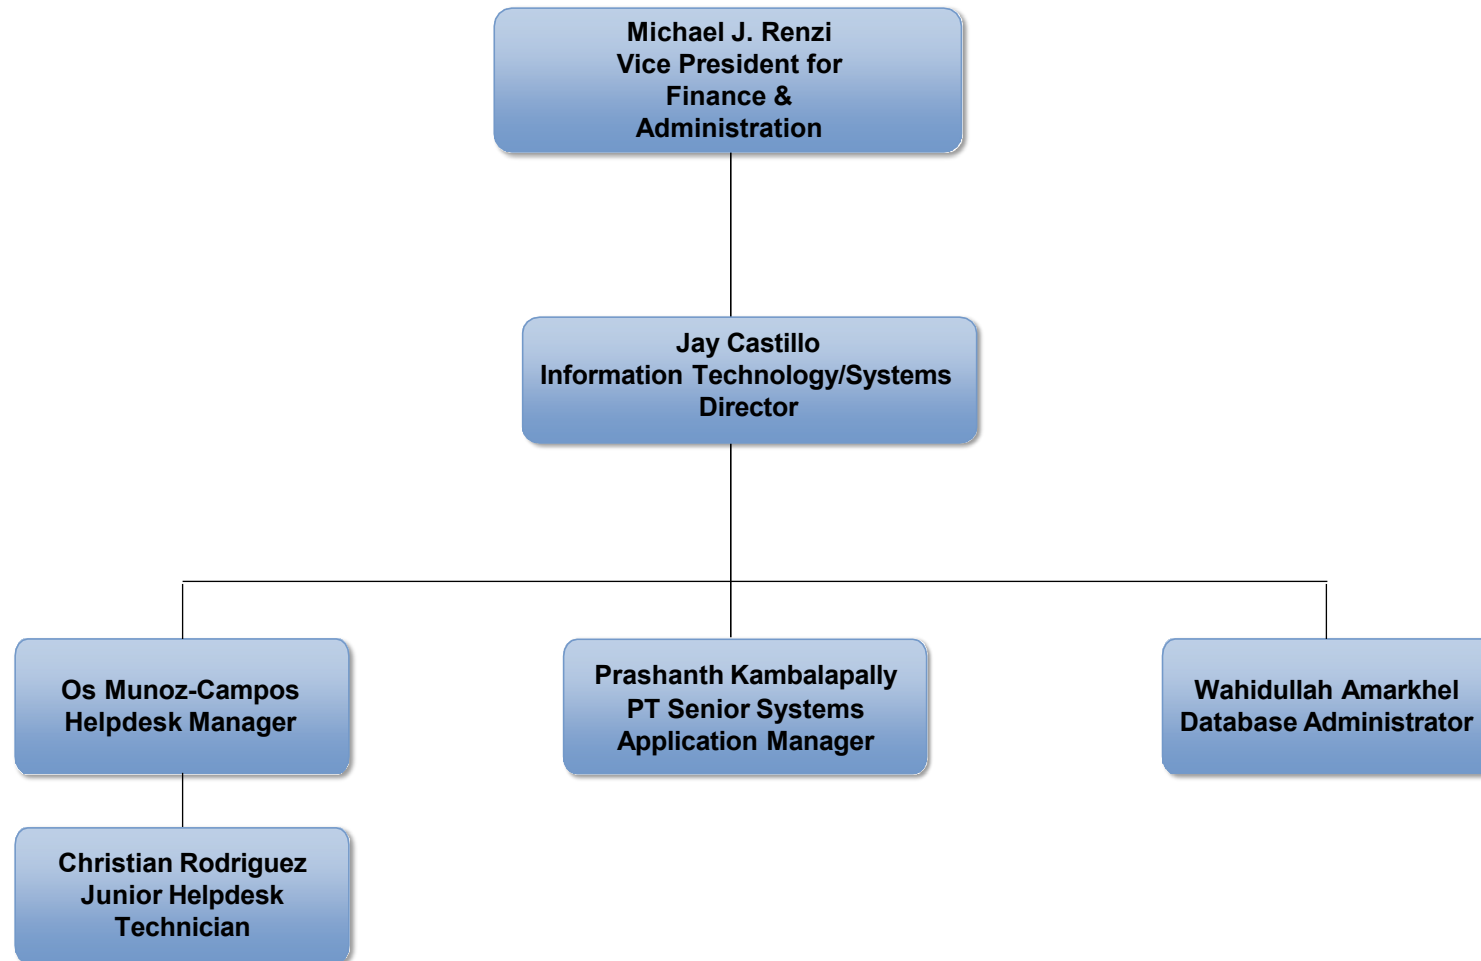 Michael J. Renzi
Vice President for
Finance &
Administration
Jay Castillo
Information Technology/Systems
Director
Os Munoz-Campos
Helpdesk Manager
Prashanth Kambalapally
PT Senior Systems
Application Manager
Wahidullah Amarkhel
Database Administrator
Christian Rodriguez
Junior Helpdesk
Technician